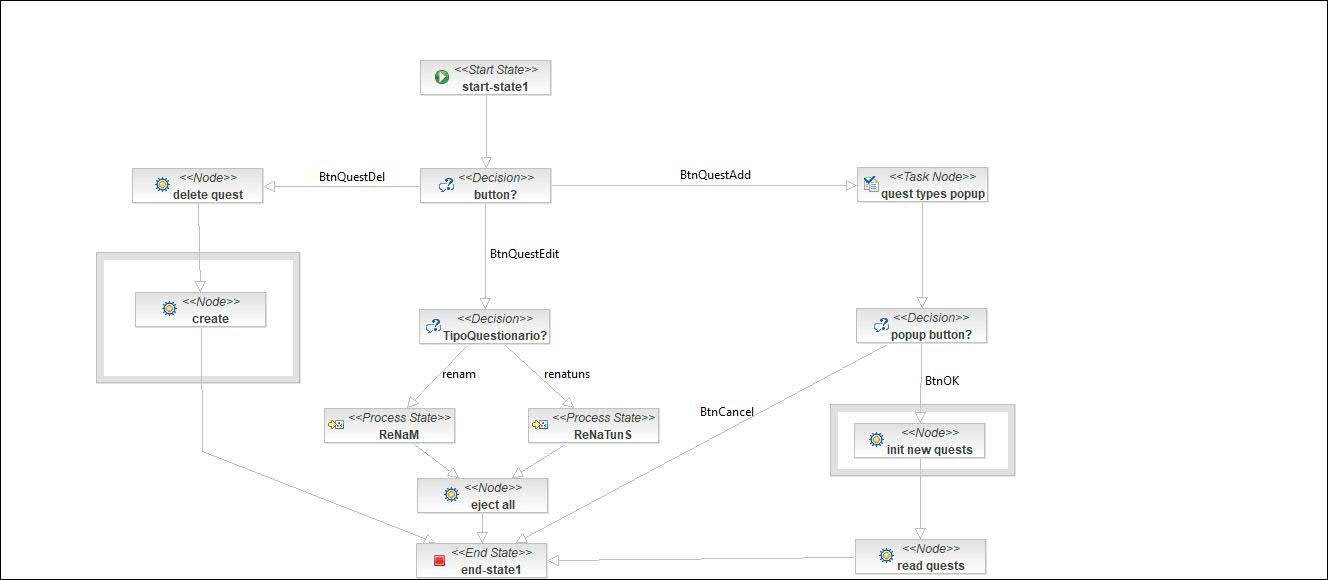 <<Start State>>
start-state1
<<Node>>
delete quest
BtnQuestDel
<<Decision>>
button?
BtnQuestAdd
<<Task Node>>
quest types popup
BtnQuestEdit
<<Node>>
create
<<Decision>>
TipoQuestionario?
<<Decision>>
popup button?
renam
renatuns
BtnOK
<<Process State>>
ReNaM
<<Process State>>
ReNaTunS
BtnCancel
<<Node>>
init new quests
<<Node>>
eject all
<<End State>>
end-state1
<<Node>>
read quests